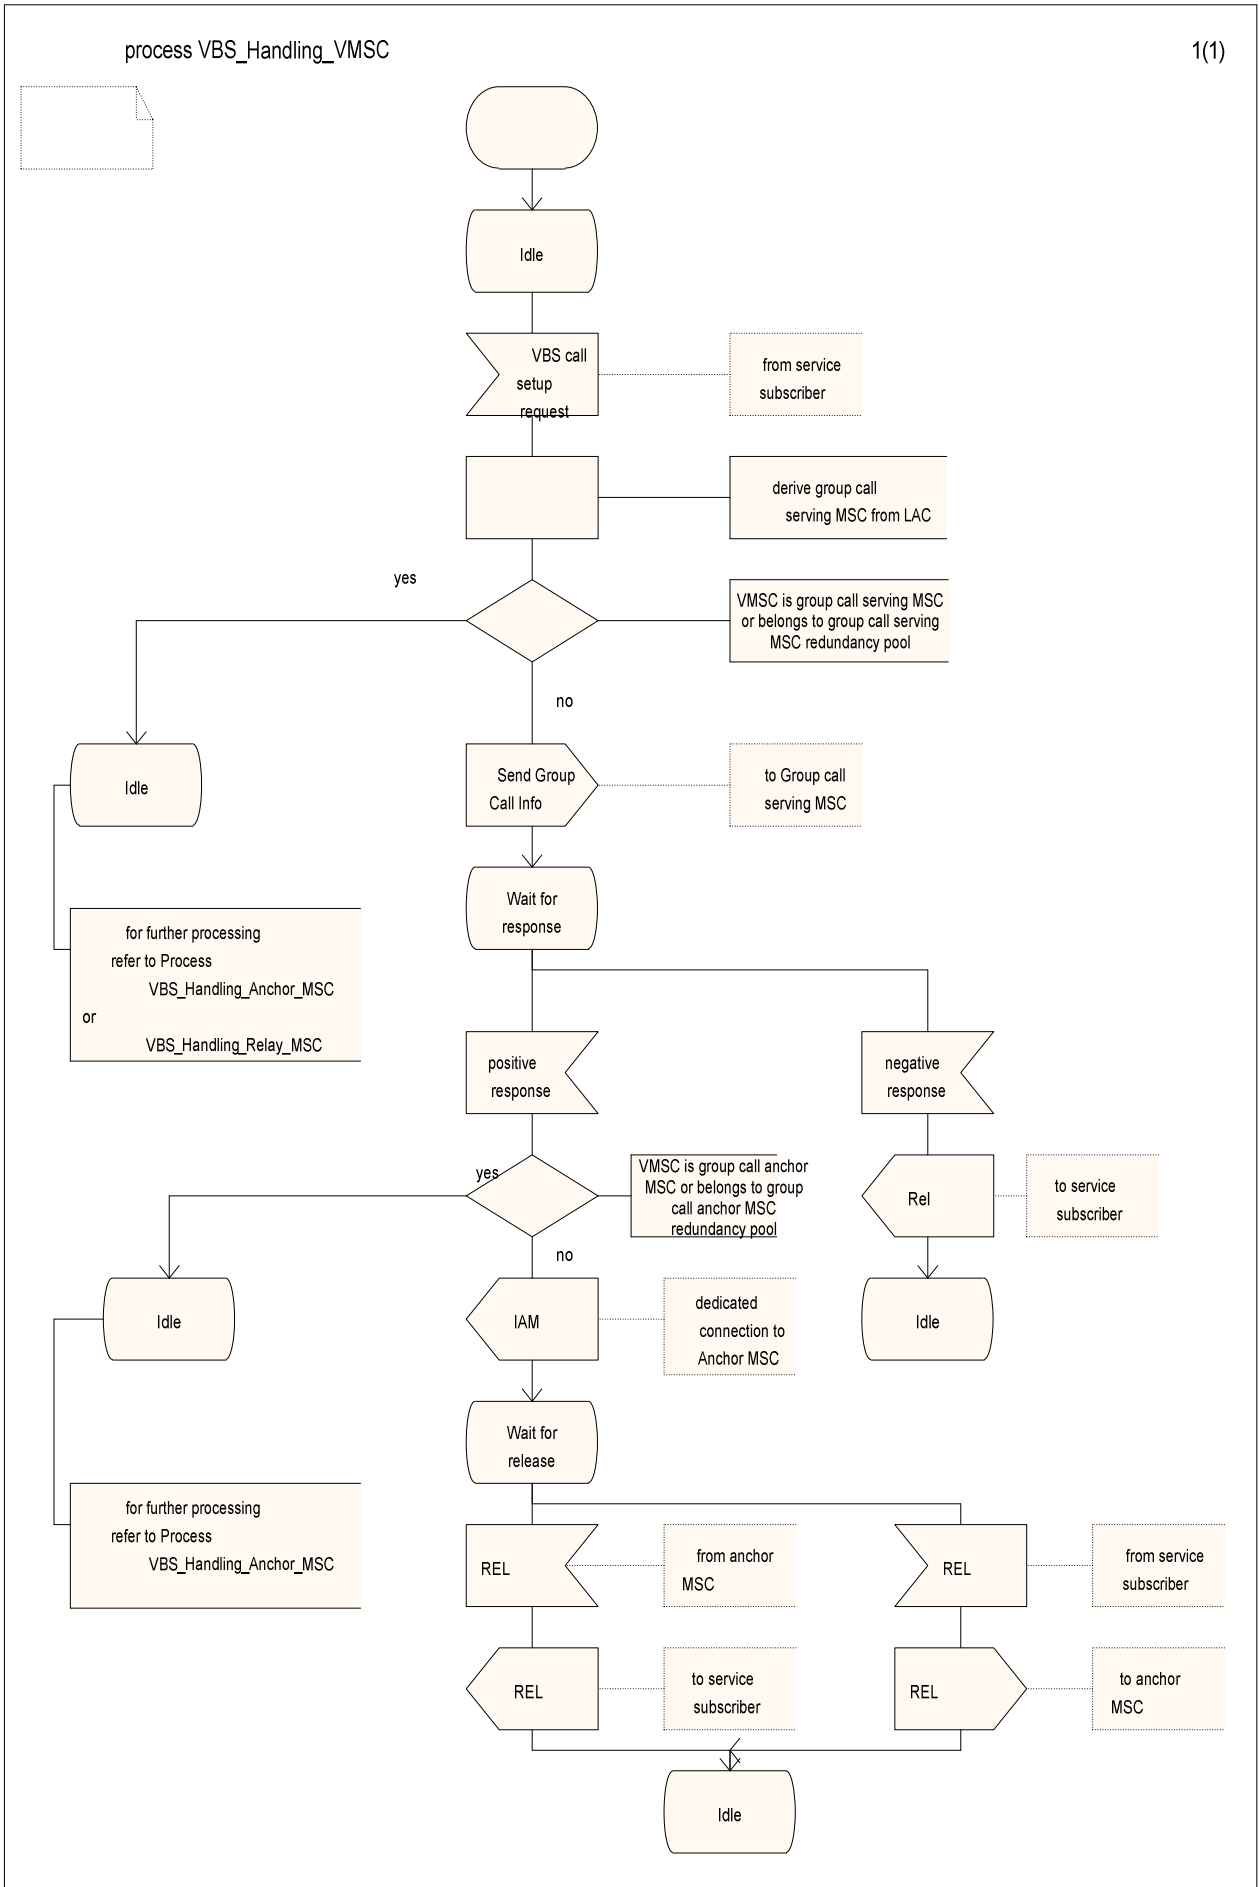 process VBS_Handling_VMSC
1(1)
Idle
VBS call
setup
request
from service
subscriber
derive group call
serving MSC from LAC
yes
VMSC is group call serving MSC
or belongs to group call serving
MSC redundancy pool
no
Idle
Send Group
Call Info
to Group call
serving MSC
Wait for
response
for further processing
refer to Process
VBS_Handling_Anchor_MSC
or
VBS_Handling_Relay_MSC
positive
response
negative
response
yes
VMSC is group call anchor
MSC or belongs to group
call anchor MSC
redundancy pool
Rel
to service
subscriber
no
Idle
IAM
dedicated
connection to
Anchor MSC
Idle
Wait for
release
for further processing
refer to Process
VBS_Handling_Anchor_MSC
REL
from anchor
MSC
REL
from service
subscriber
REL
to service
subscriber
REL
to anchor
MSC
Idle